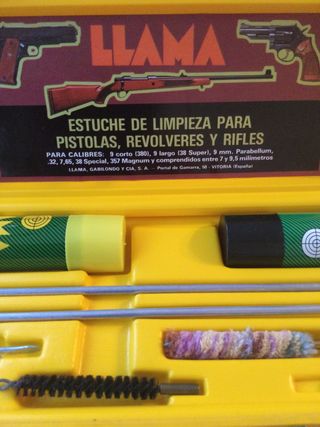 LLAMA
ESTUCHE DE LIMPIEZA PARA
PISTOLAS, REVOLVERES Y RIFLES
PARA CALIBRES: 9 corto (380), 9 largo (38 Super), 9 mm. Parabellum,
.32, 7,65, 38 Special, 357 Magnum y comprendidos entre 7 y 9,5 milímetros
LLAMA, GABILONDO Y CIA, S. A. - Portal de Gamarra, 50 - VITORIA (España)